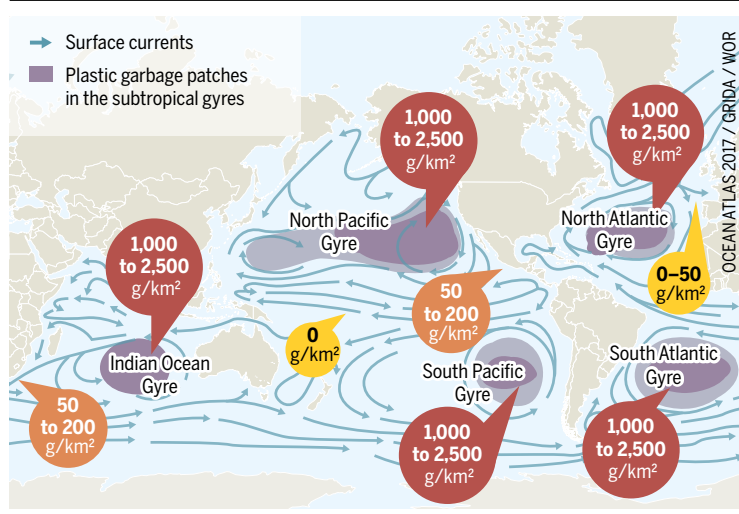 Surface currents
Plastic garbage patches
in the subtropical gyres
1,000
to 2,500
g/km²
1,000
to 2,500
g/km²
OCEAN ATLAS 2017 / GRIDA / WOR
North Pacific
Gyre
North Atlantic
Gyre
1,000
to 2,500
g/km²
0–50
g/km²
50
to 200
g/km²
0
g/km²
Indian Ocean
Gyre
South Pacific
Gyre
South Atlantic
Gyre
50
to 200
g/km²
1,000
to 2,500
g/km²
1,000
to 2,500
g/km²